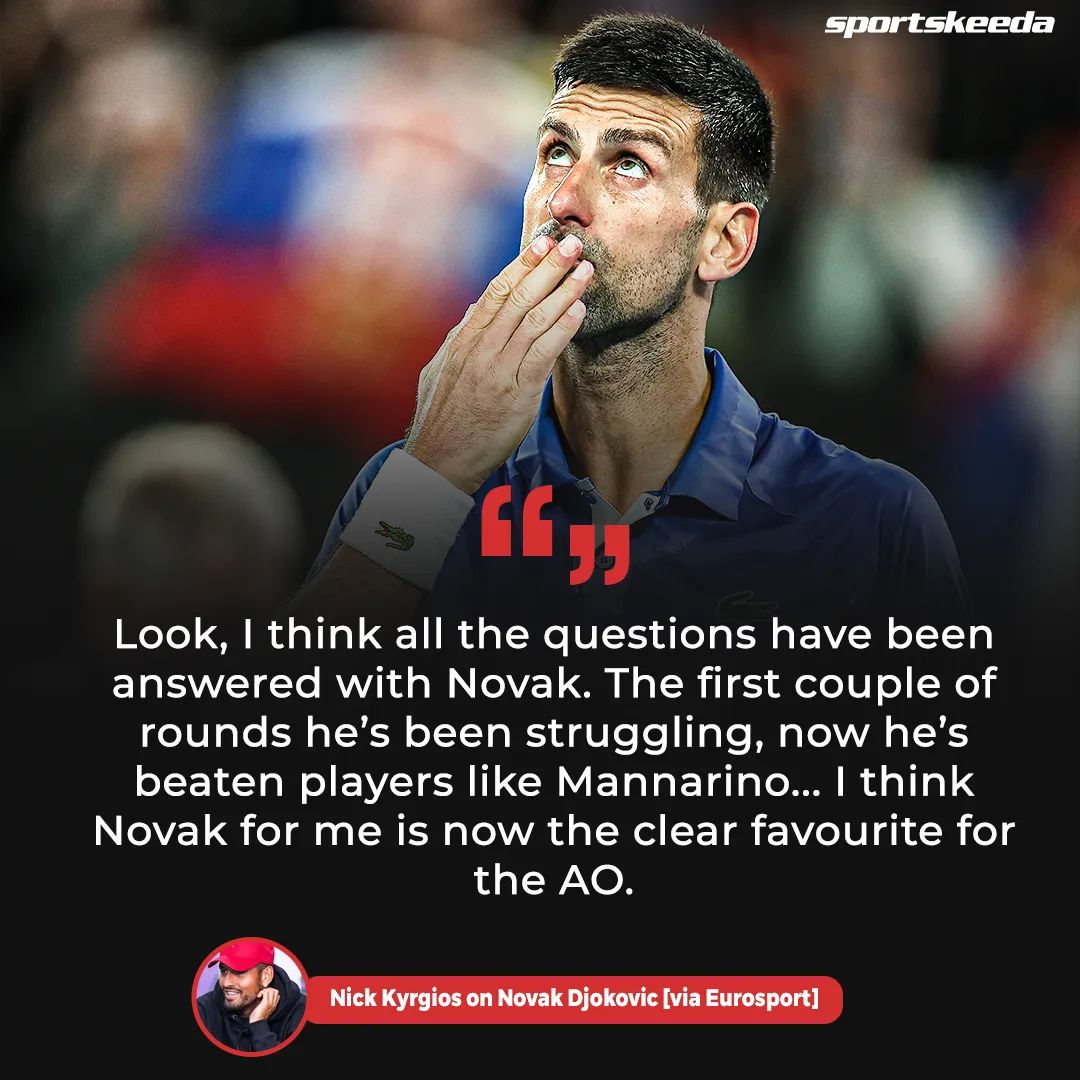 sportskeeda
“ ”
Look, I think all the questions have been
answered with Novak. The first couple of
rounds he’s been struggling, now he’s
beaten players like Mannarino... I think
Novak for me is now the clear favourite for
the AO.
Nick Kyrgios on Novak Djokovic [via Eurosport]